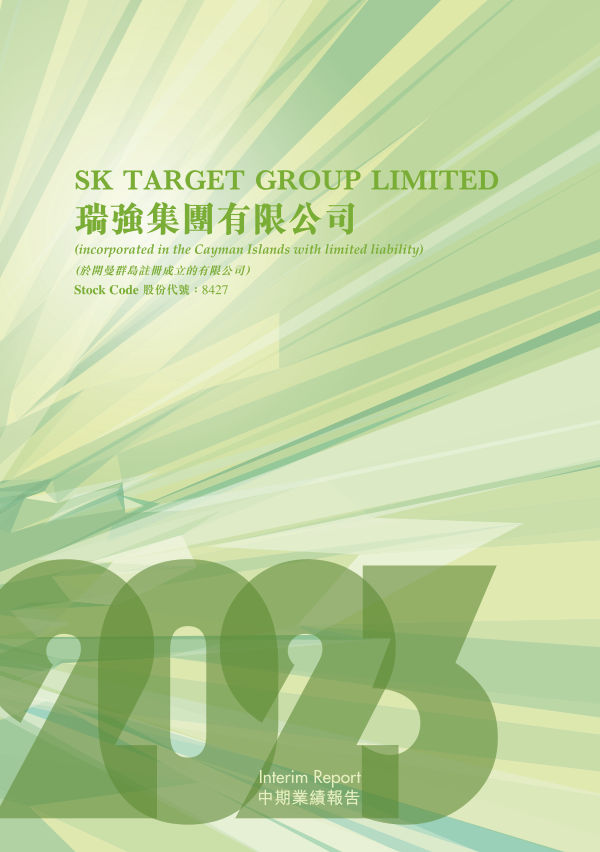 SK TARGET GROUP LIMITED
瑞強集團有限公司
(incorporated in the Cayman Islands with limited liability)
(於開曼群島註冊成立的有限公司)
Stock Code 股份代號：8427
2023
Interim Report
中期業績報告